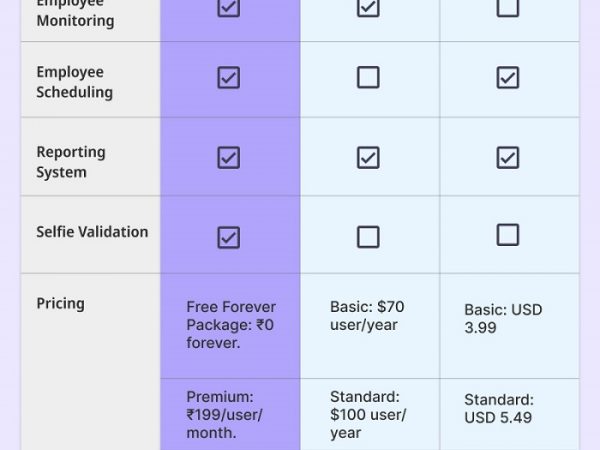 Employee
Monitoring
Employee
Scheduling
Reporting
System
Selfie Validation
Pricing
Free Forever
Package: ₹0
forever.
Basic: $70
user/year
Basic: USD
3.99
Premium:
₹199/user/
month.
Standard:
$100 user/
year
Standard:
USD 5.49